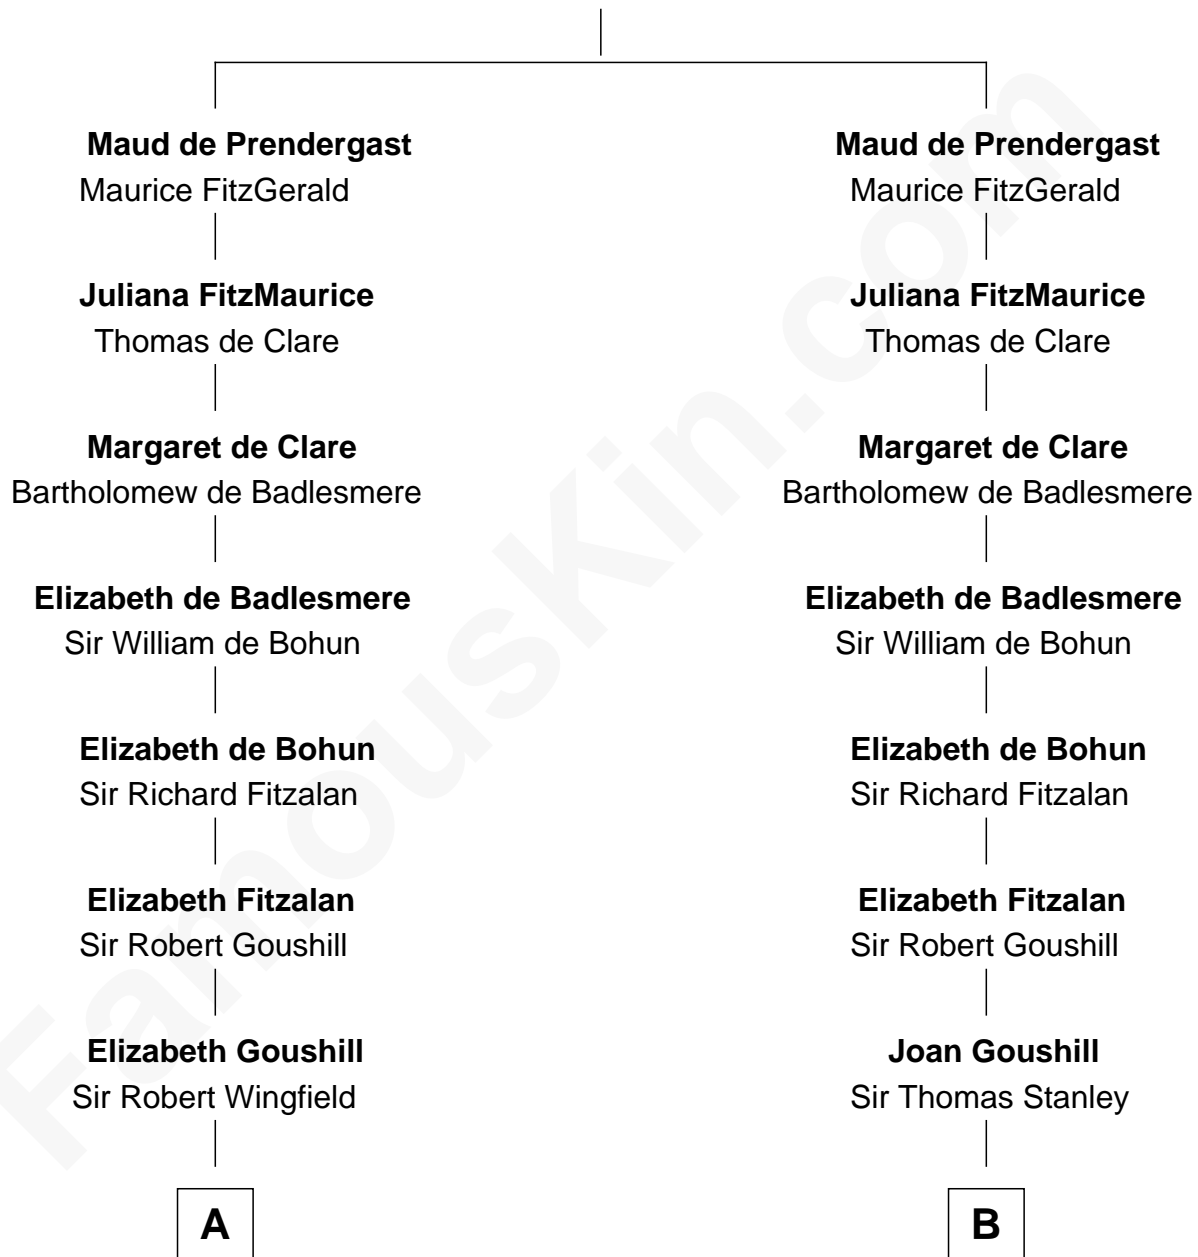 Maud de Prendergast
Maurice FitzGerald
Juliana FitzMaurice
Thomas de Clare
Margaret de Clare
Bartholomew de Badlesmere
Elizabeth de Badlesmere
Sir William de Bohun
Elizabeth de Bohun
Sir Richard Fitzalan
Elizabeth Fitzalan
Sir Robert Goushill
Elizabeth Goushill
Sir Robert Wingfield
A
Maud de Prendergast
Maurice FitzGerald
Juliana FitzMaurice
Thomas de Clare
Margaret de Clare
Bartholomew de Badlesmere
Elizabeth de Badlesmere
Sir William de Bohun
Elizabeth de Bohun
Sir Richard Fitzalan
Elizabeth Fitzalan
Sir Robert Goushill
Joan Goushill
Sir Thomas Stanley
B
FamousKin.com